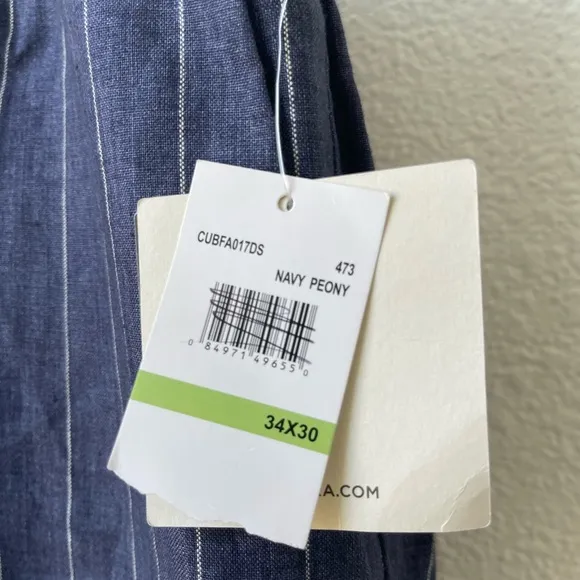 CUBFA017DS
473
NAVY PEONY
0 84971 49655 0
34X30
.COM